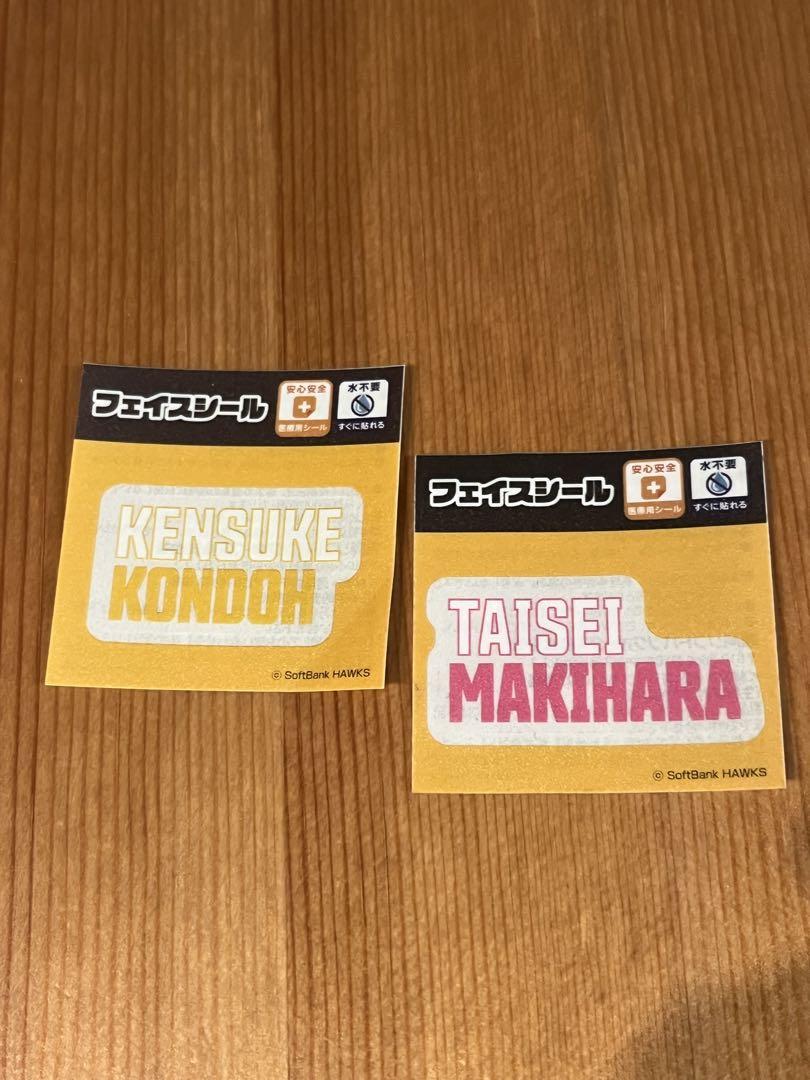 フェイスシール
安心安全
医療用シール
水不要
すぐに貼れる
KENSUKE
KONDOH
© SoftBank HAWKS
フェイスシール
安心安全
医療用シール
水不要
すぐに貼れる
TAISEI
MAKIHARA
© SoftBank HAWKS